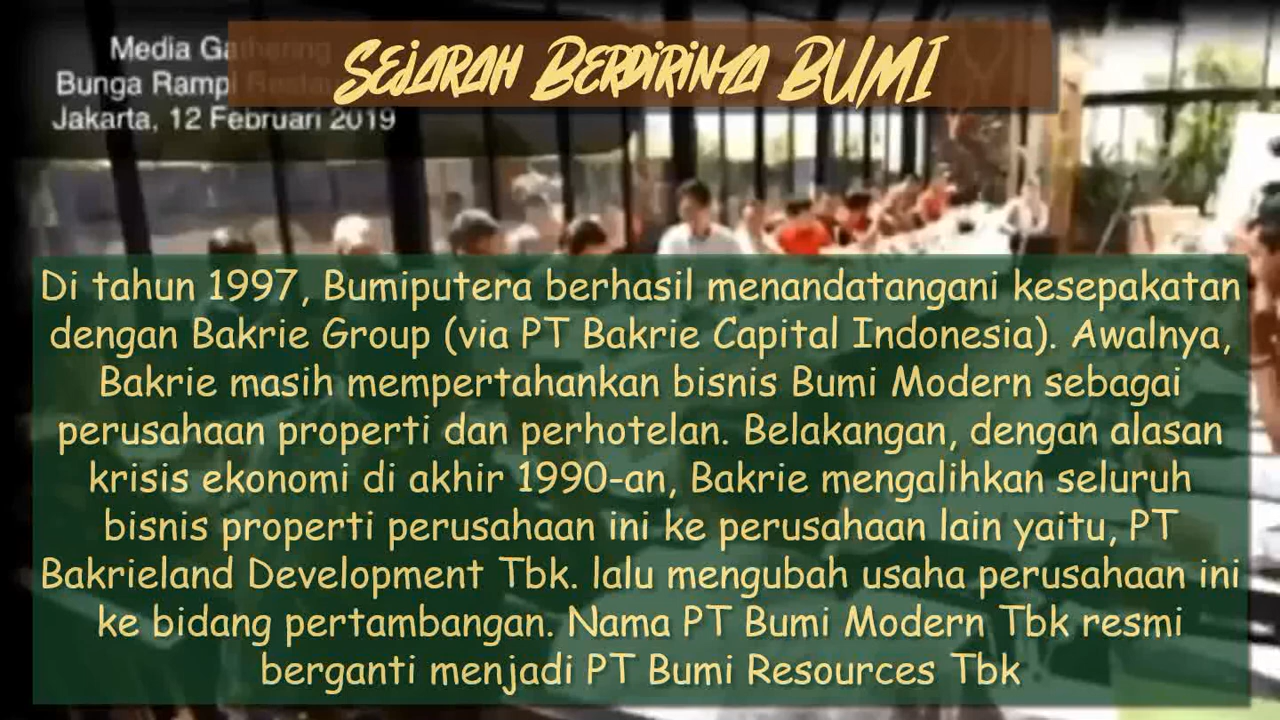 Media Gathering
Bunga Rampi
Jakarta, 12 Februari 2019
Sejarah Berdirinya BUMI
Di tahun 1997, Bumiputera berhasil menandatangani kesepakatan
dengan Bakrie Group (via PT Bakrie Capital Indonesia). Awalnya,
Bakrie masih mempertahankan bisnis Bumi Modern sebagai
perusahaan properti dan perhotelan. Belakangan, dengan alasan
krisis ekonomi di akhir 1990-an, Bakrie mengalihkan seluruh
bisnis properti perusahaan ini ke perusahaan lain yaitu, PT
Bakrieland Development Tbk. lalu mengubah usaha perusahaan ini
ke bidang pertambangan. Nama PT Bumi Modern Tbk resmi
berganti menjadi PT Bumi Resources Tbk